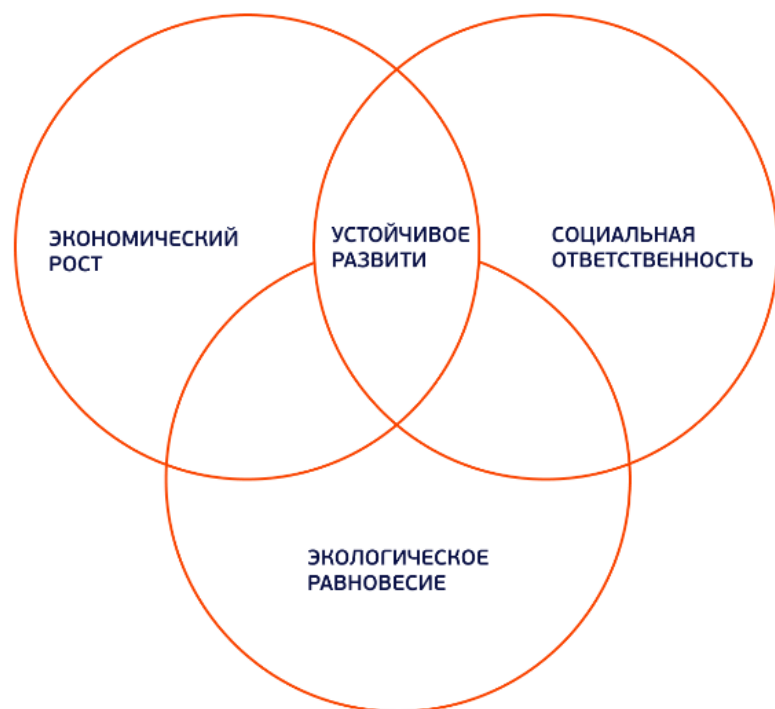 ЭКОНОМИЧЕСКИЙ
РОСТ
УСТОЙЧИВОЕ
РАЗВИТИ
СОЦИАЛЬНАЯ
ОТВЕТСТВЕННОСТЬ
ЭКОЛОГИЧЕСКОЕ
РАВНОВЕСИЕ